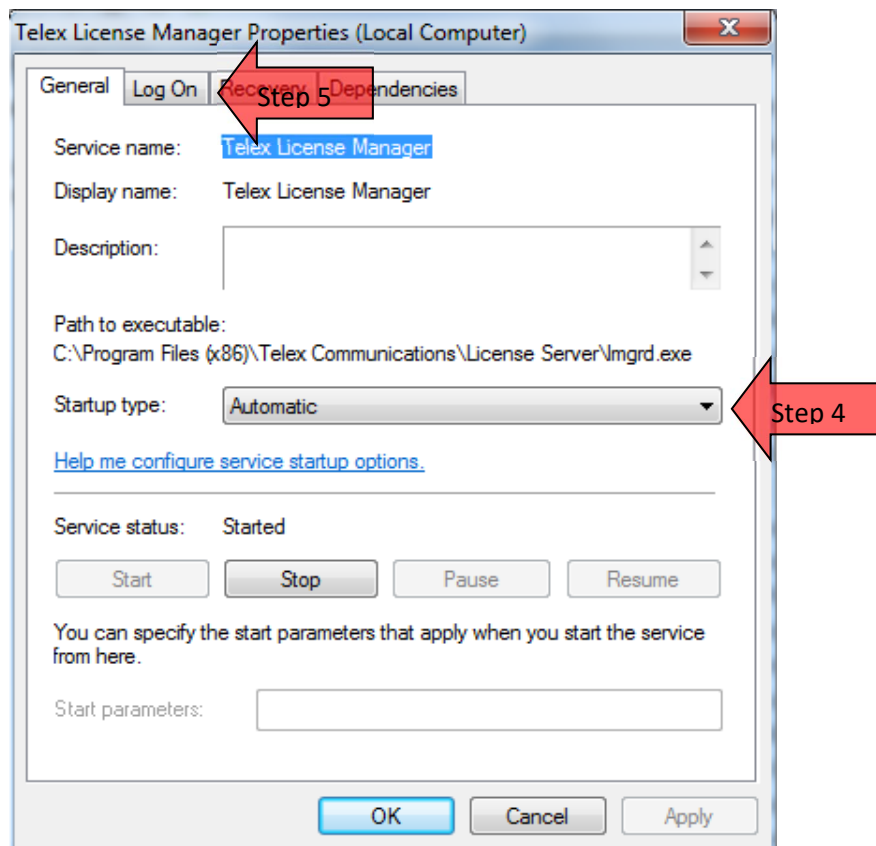 Telex License Manager Properties (Local Computer)
General Log On Recovery Dependencies
Step 5
Service name: Telex License Manager
Display name: Telex License Manager
Description:
Path to executable:
C:\Program Files (x86)\Telex Communications\License Server\lmgrd.exe
Startup type: Automatic
Step 4
Help me configure service startup options.
Service status: Started
Start Stop Pause Resume
You can specify the start parameters that apply when you start the service
from here.
Start parameters:
OK Cancel Apply